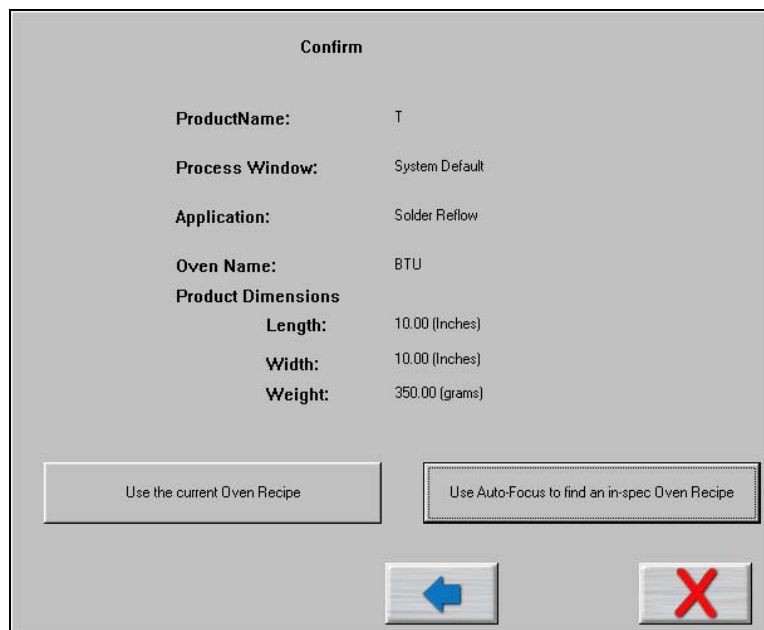 Confirm
ProductName: T
Process Window: System Default
Application: Solder Reflow
Oven Name: BTU
Product Dimensions
Length: 10.00 (Inches)
Width: 10.00 (Inches)
Weight: 350.00 (grams)
Use the current Oven Recipe Use Auto-Focus to find an in-spec Oven Recipe